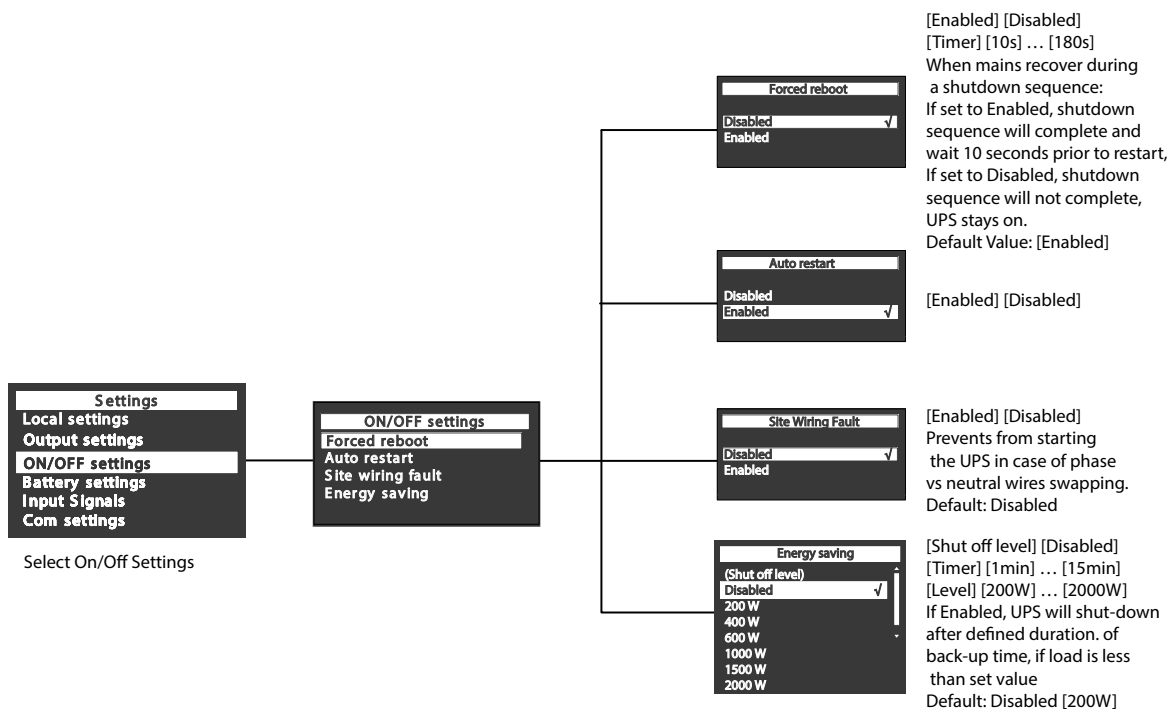 Settings
Local settings
Output settings
ON/OFF settings
Battery settings
Input Signals
Com settings
Select On/Off Settings
ON/OFF settings
Forced reboot
Auto restart
Site wiring fault
Energy saving
Forced reboot
Disabled √
Enabled
[Enabled] [Disabled]
[Timer] [10s] … [180s]
When mains recover during
a shutdown sequence:
If set to Enabled, shutdown
sequence will complete and
wait 10 seconds prior to restart,
If set to Disabled, shutdown
sequence will not complete,
UPS stays on.
Default Value: [Enabled]
Auto restart
Disabled
Enabled √
[Enabled] [Disabled]
Site Wiring Fault
Disabled √
Enabled
[Enabled] [Disabled]
Prevents from starting
the UPS in case of phase
vs neutral wires swapping.
Default: Disabled
Energy saving
(Shut off level)
Disabled √
200 W
400 W
600 W
1000 W
1500 W
2000 W
[Shut off level] [Disabled]
[Timer] [1min] … [15min]
[Level] [200W] … [2000W]
If Enabled, UPS will shut-down
after defined duration. of
back-up time, if load is less
than set value
Default: Disabled [200W]